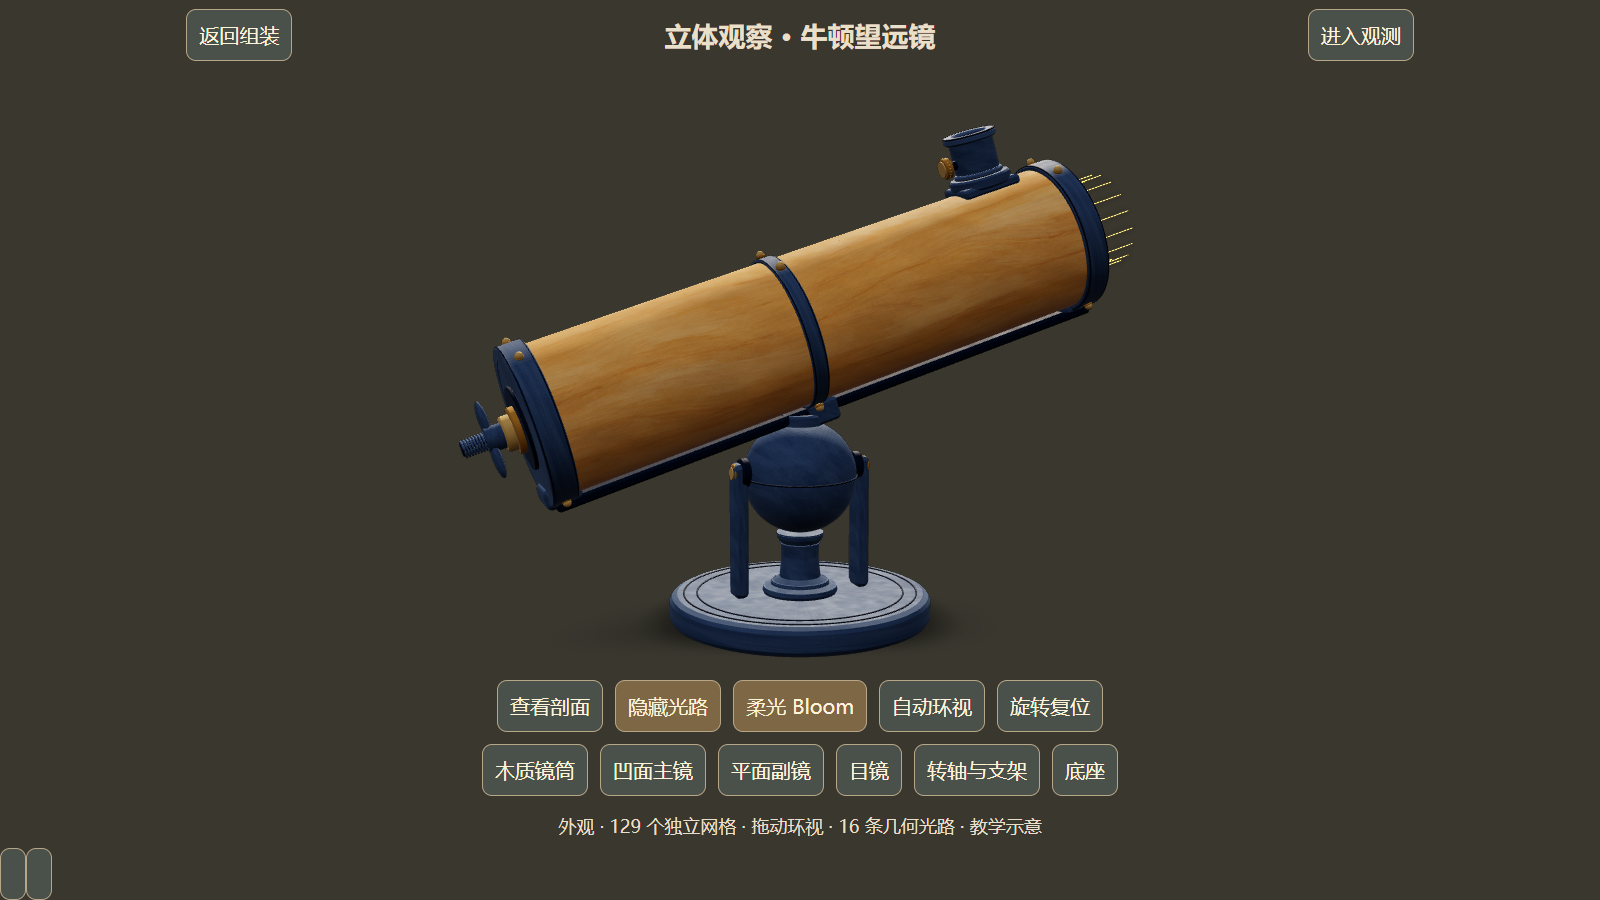 返回组装
立体观察·牛顿望远镜
进入观测
查看剖面
隐藏光路
柔光 Bloom
自动环视
旋转复位
木质镜筒
凹面主镜
平面副镜
目镜
转轴与支架
底座
外观 · 129 个独立网格 · 拖动环视 · 16 条几何光路 · 教学示意